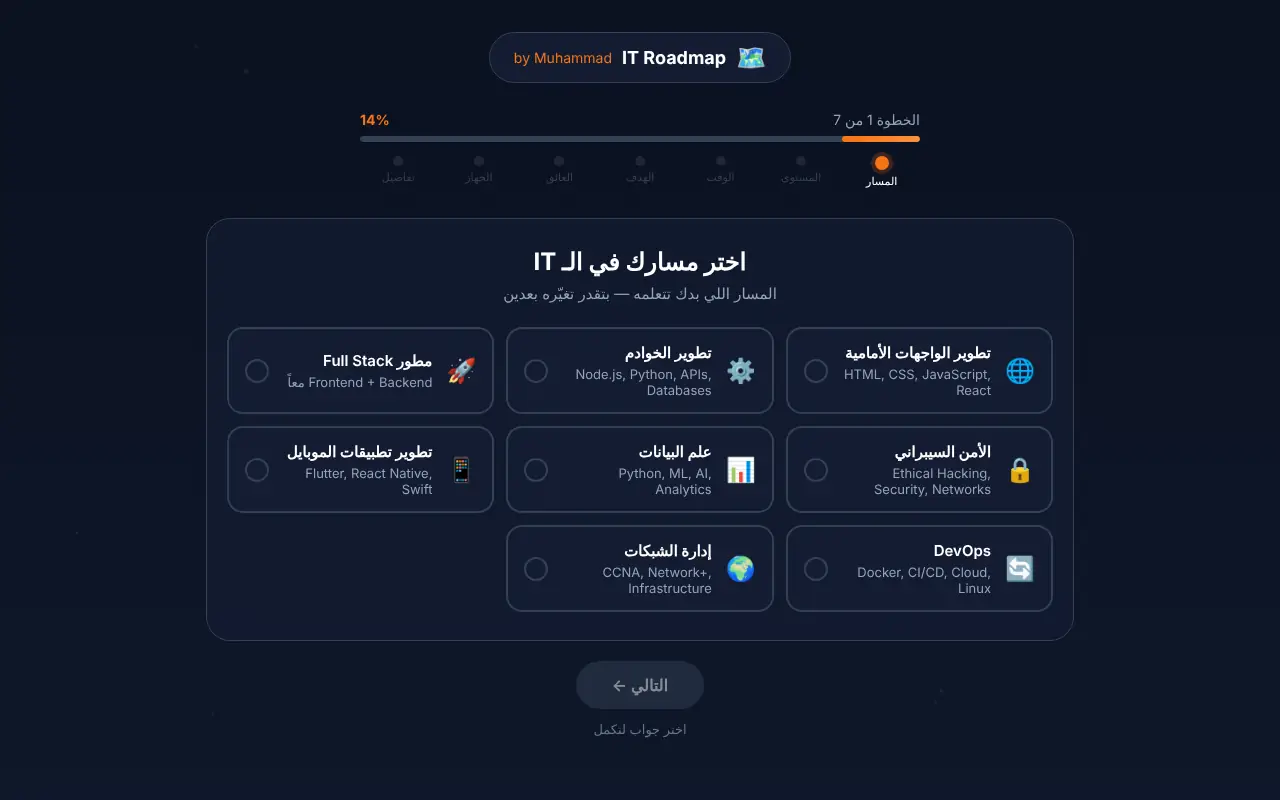 IT Roadmap by Muhammad
الخطوة 1 من 7
14%
المسار
المستوى
الوقت
الهدف
العائق
الجهاز
تفاصيل
اختر مسارك في الـ IT
المسار اللي بدك تتعلمه — بتقدر تغيّره بعدين
تطوير الواجهات الأمامية
HTML, CSS, JavaScript,
React
تطوير الخوادم
Node.js, Python, APIs,
Databases
مطور Full Stack
Frontend + Backend معاً
الأمن السيبراني
Ethical Hacking,
Security, Networks
علم البيانات
Python, ML, AI,
Analytics
تطوير تطبيقات الموبايل
Flutter, React Native,
Swift
DevOps
Docker, CI/CD, Cloud,
Linux
إدارة الشبكات
CCNA, Network+,
Infrastructure
التالي ←
اختر جواب لنكمل